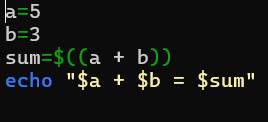 a=5
b=3
sum=$((a + b))
echo "$a + $b = $sum"